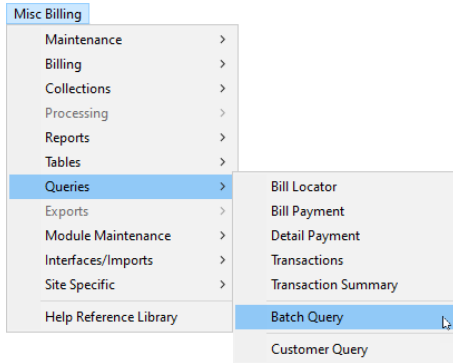 Misc Billing
Maintenance
Billing
Collections
Processing
Reports
Tables
Queries
Exports
Module Maintenance
Interfaces/Imports
Site Specific
Help Reference Library
Bill Locator
Bill Payment
Detail Payment
Transactions
Transaction Summary
Batch Query
Customer Query